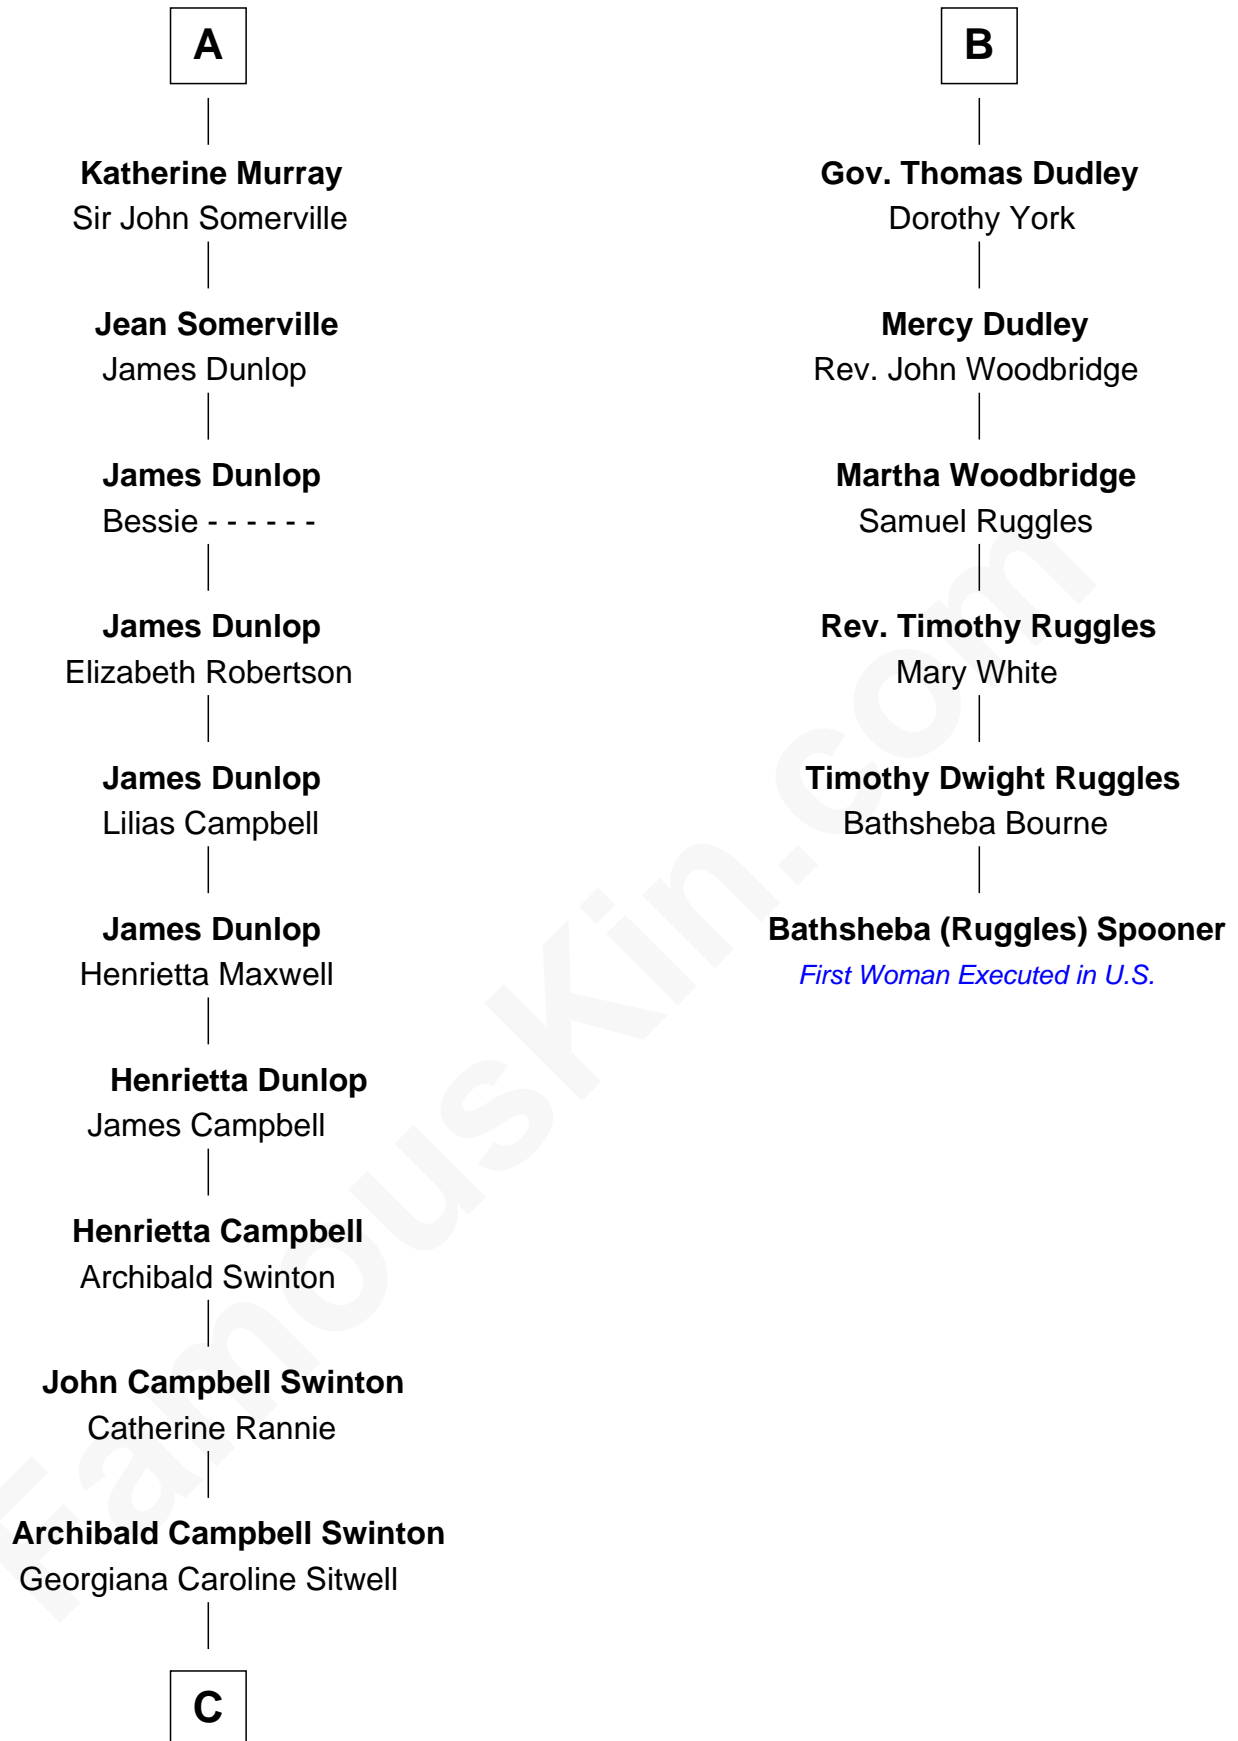 A
Katherine Murray
Sir John Somerville
Jean Somerville
James Dunlop
James Dunlop
Bessie - - - - - -
James Dunlop
Elizabeth Robertson
James Dunlop
Lilias Campbell
James Dunlop
Henrietta Maxwell
Henrietta Dunlop
James Campbell
Henrietta Campbell
Archibald Swinton
John Campbell Swinton
Catherine Rannie
Archibald Campbell Swinton
Georgiana Caroline Sitwell
C
B
Gov. Thomas Dudley
Dorothy York
Mercy Dudley
Rev. John Woodbridge
Martha Woodbridge
Samuel Ruggles
Rev. Timothy Ruggles
Mary White
Timothy Dwight Ruggles
Bathsheba Bourne
Bathsheba (Ruggles) Spooner
First Woman Executed in U.S.
FamousKin.com